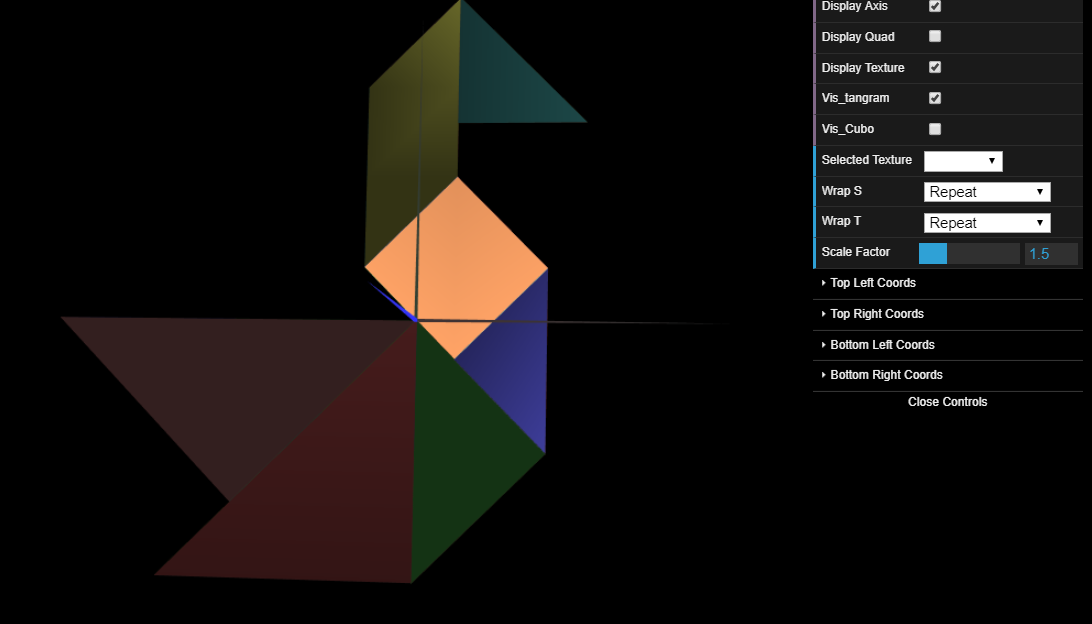 Display Axis
Display Quad
Display Texture
Vis_tangram
Vis_Cubo
Selected Texture
Wrap S Repeat
Wrap T Repeat
Scale Factor 1.5
Top Left Coords
Top Right Coords
Bottom Left Coords
Bottom Right Coords
Close Controls